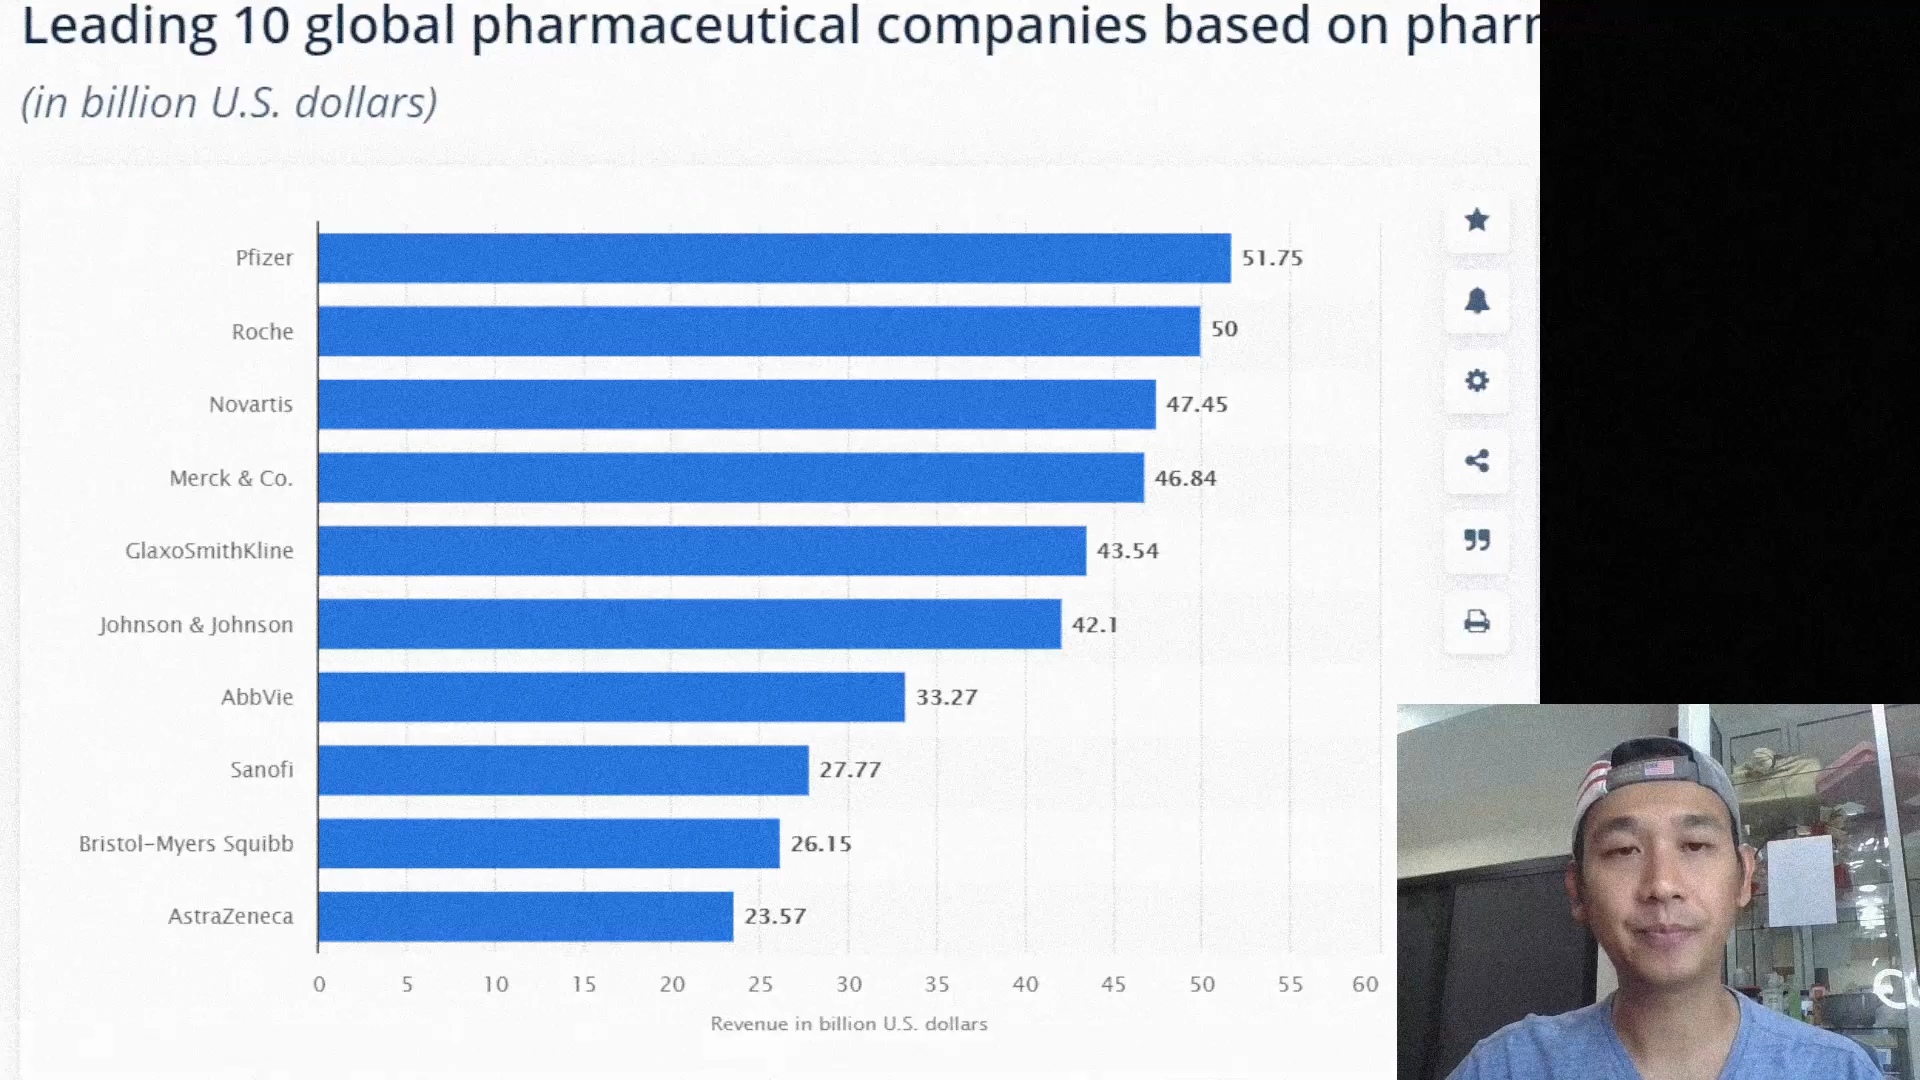 Leading 10 global pharmaceutical companies based on phar
(in billion U.S. dollars)
Pfizer 51.75
Roche 50
Novartis 47.45
Merck & Co. 46.84
GlaxoSmithKline 43.54
Johnson & Johnson 42.1
AbbVie 33.27
Sanofi 27.77
Bristol-Myers Squibb 26.15
AstraZeneca 23.57
0 5 10 15 20 25 30 35 40 45 50 55 60
Revenue in billion U.S. dollars